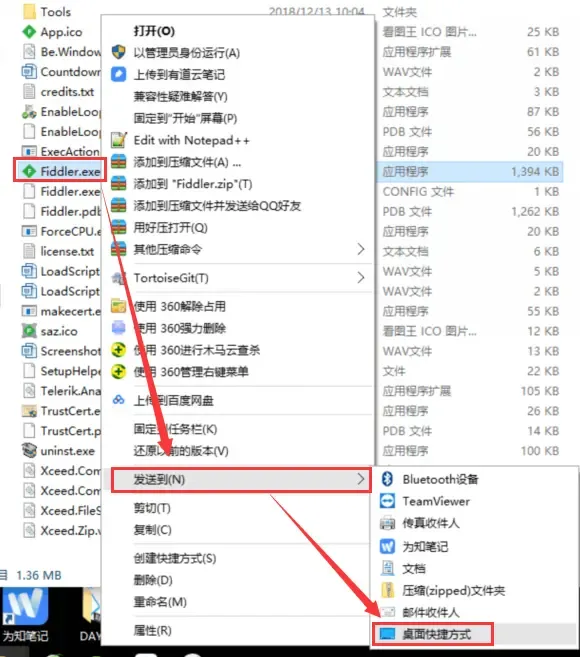 Tools 2018/12/13 10:04 文件夹
App.ico 看图王 ICO 图片... 25 KB
Be.Window 应用程序扩展 61 KB
Countdown WAV文件 2 KB
credits.txt 文本文档 3 KB
EnableLoop 应用程序 87 KB
EnableLoop PDB 文件 56 KB
ExecAction 应用程序 20 KB
Fiddler.exe 应用程序 1,394 KB
Fiddler.exe CONFIG 文件 1 KB
Fiddler.pdb PDB 文件 1,262 KB
ForceCPU.e 应用程序 20 KB
license.txt 文本文档 6 KB
LoadScript WAV文件 5 KB
LoadScript WAV文件 2 KB
makecert.e 应用程序 55 KB
saz.ico 看图王 ICO 图片... 12 KB
Screenshot WAV文件 13 KB
SetupHelpe 文件 22 KB
Telerik.Ana 应用程序扩展 105 KB
TrustCert.e 应用程序 26 KB
TrustCert.p PDB 文件 14 KB
uninst.exe 应用程序 100 KB
Xceed.Com
Xceed.Com
Xceed.FileS
Xceed.Zip.v
1.36 MB
为知笔记
DAY
打开(O)
以管理员身份运行(A)
上传到有道云笔记
兼容性疑难解答(Y)
固定到"开始"屏幕(P)
Edit with Notepad++
添加到压缩文件(A) ...
添加到 "Fiddler.zip"(T)
添加到压缩文件并发送给QQ好友
用好压打开(Q)
其他压缩命令
TortoiseGit(T)
使用 360解除占用
使用 360强力删除
使用 360进行木马云查杀
使用 360管理右键菜单
上传到百度网盘
固定到任务栏(K)
还原以前的版本(V)
发送到(N)
剪切(T)
复制(C)
创建快捷方式(S)
删除(D)
重命名(M)
属性(R)
Bluetooth设备
TeamViewer
传真收件人
为知笔记
文档
压缩(zipped)文件夹
邮件收件人
桌面快捷方式